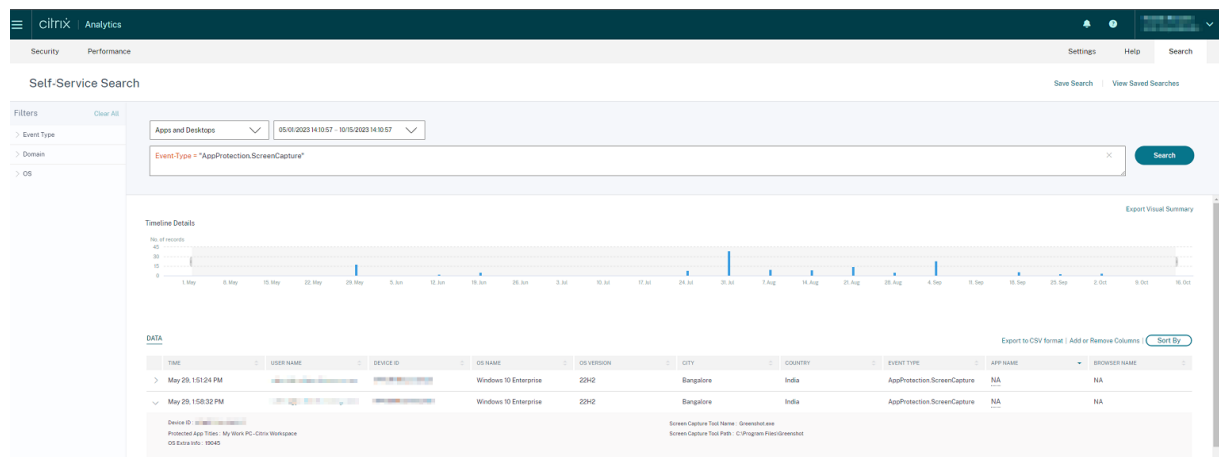 citrix | Analytics
Security Performance Settings Help Search
Self-Service Search Save Search | View Saved Searches
Filters Clear All
Event Type
Domain
OS
Apps and Desktops 05/01/2023 14:10:57 – 10/15/2023 14:10:57
Event-Type = "AppProtection.ScreenCapture" Search
Export Visual Summary
Timeline Details
No. of records
45
30
15
0
1. May 8. May 15. May 22. May 29. May 5. Jun 12. Jun 19. Jun 26. Jun 3. Jul 10. Jul 17. Jul 24. Jul 31. Jul 7. Aug 14. Aug 21. Aug 28. Aug 4. Sep 11. Sep 18. Sep 25. Sep 2. Oct 9. Oct 16. Oct
DATA Export to CSV format | Add or Remove Columns | Sort By
TIME USER NAME DEVICE ID OS NAME OS VERSION CITY COUNTRY EVENT TYPE APP NAME BROWSER NAME
May 29, 1:51:24 PM Windows 10 Enterprise 22H2 Bangalore India AppProtection.ScreenCapture NA NA
May 29, 1:58:32 PM Windows 10 Enterprise 22H2 Bangalore India AppProtection.ScreenCapture NA NA
Device ID : Screen Capture Tool Name : Greenshot.exe
Protected App Titles : My Work PC - Citrix Workspace Screen Capture Tool Path : C:\Program Files\Greenshot
OS Extra Info : 19045